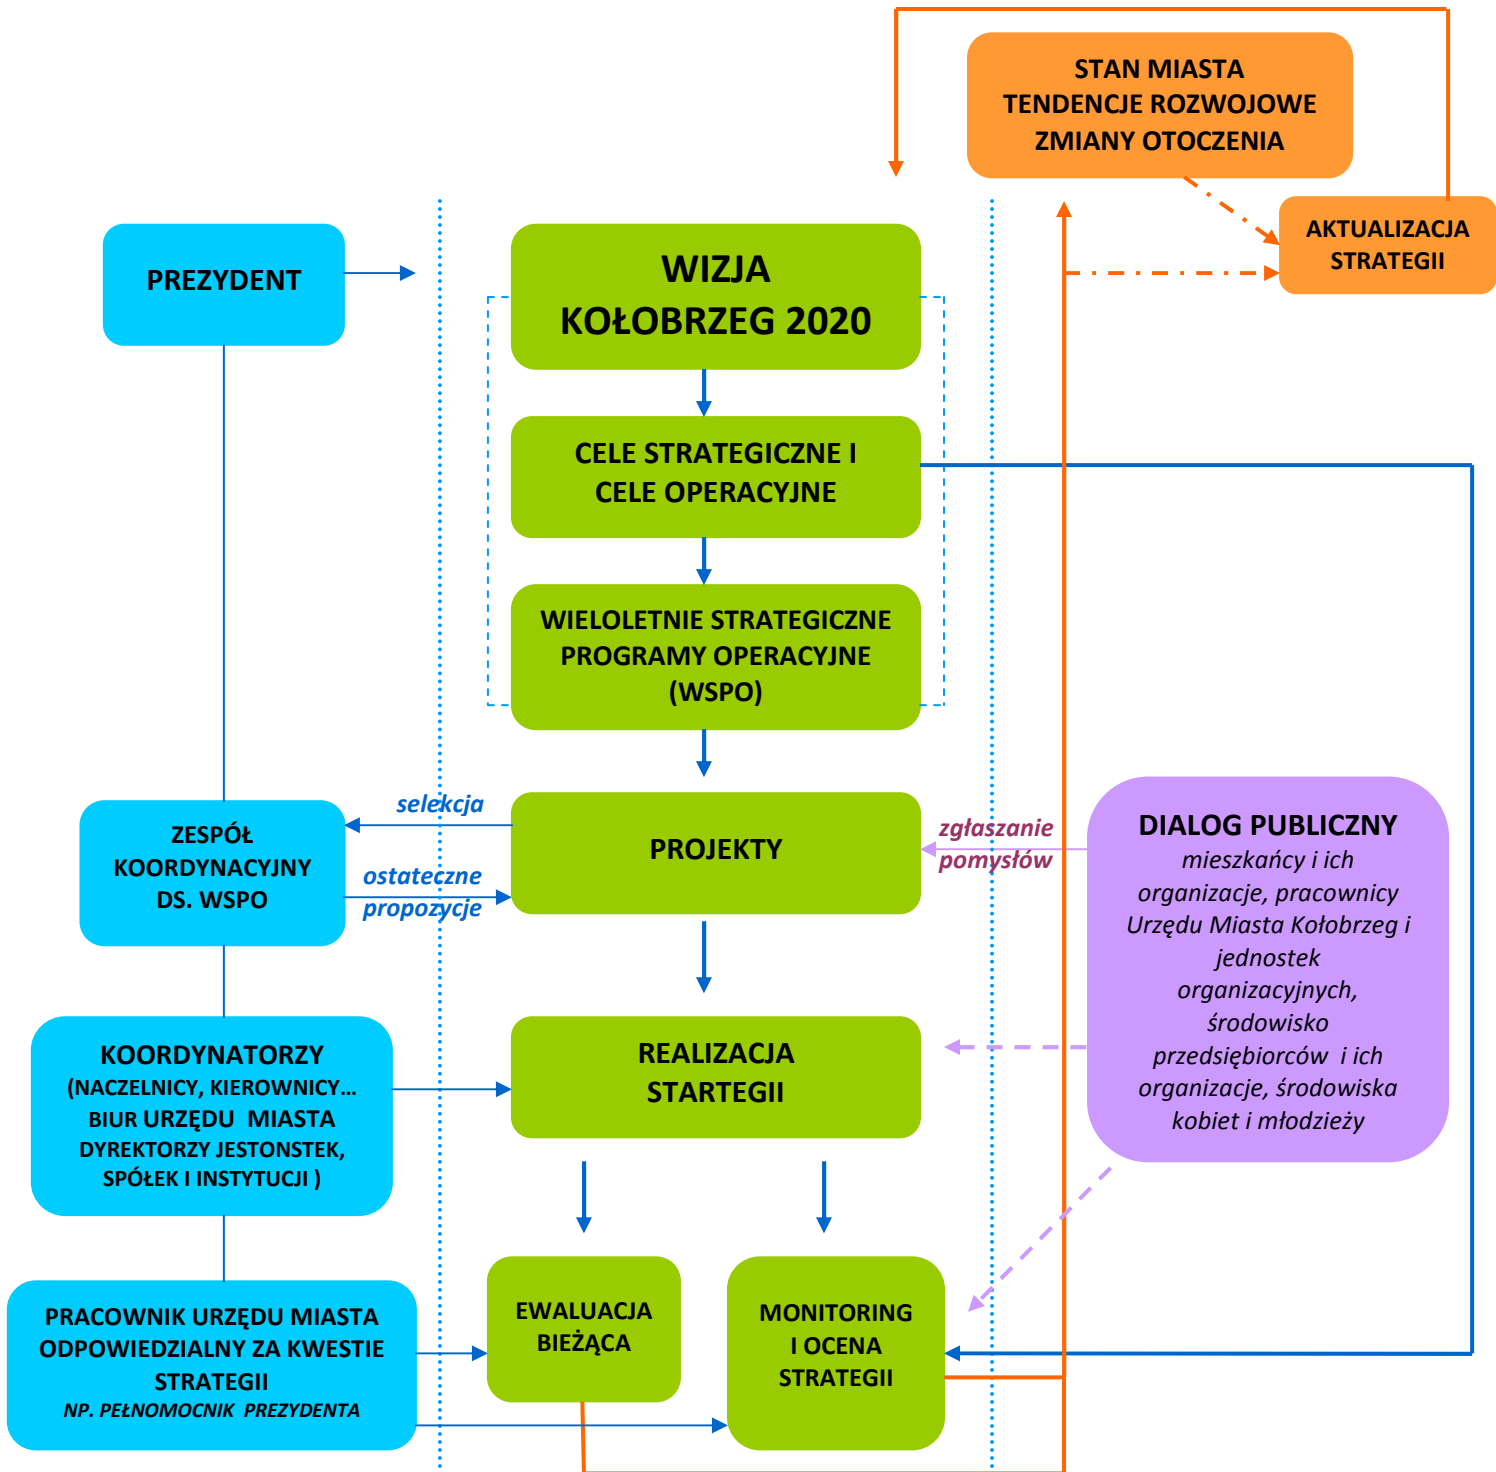 STAN MIASTA
TENDENCJE ROZWOJOWE
ZMIANY OTOCZENIA
AKTUALIZACJA
STRATEGII
PREZYDENT
WIZJA
KOŁOBRZEG 2020
CELE STRATEGICZNE I
CELE OPERACYJNE
WIELOLETNIE STRATEGICZNE
PROGRAMY OPERACYJNE
(WSPO)
selekcja
ZESPÓŁ
KOORDYNACYJNY
DS. WSPO
ostateczne
propozycje
PROJEKTY
zgłaszanie
pomysłów
DIALOG PUBLICZNY
mieszkańcy i ich
organizacje, pracownicy
Urzędu Miasta Kołobrzeg i
jednostek
organizacyjnych,
środowisko
przedsiębiorców i ich
organizacje, środowiska
kobiet i młodzieży
KOORDYNATORZY
(NACZELNICY, KIEROWNICY...
BIUR URZĘDU MIASTA
DYREKTORZY JESTONSTEK,
SPÓŁEK I INSTYTUCJI )
REALIZACJA
STARTEGII
PRACOWNIK URZĘDU MIASTA
ODPOWIEDZIALNY ZA KWESTIE
STRATEGII
NP. PEŁNOMOCNIK PREZYDENTA
EWALUACJA
BIEŻĄCA
MONITORING
I OCENA
STRATEGII